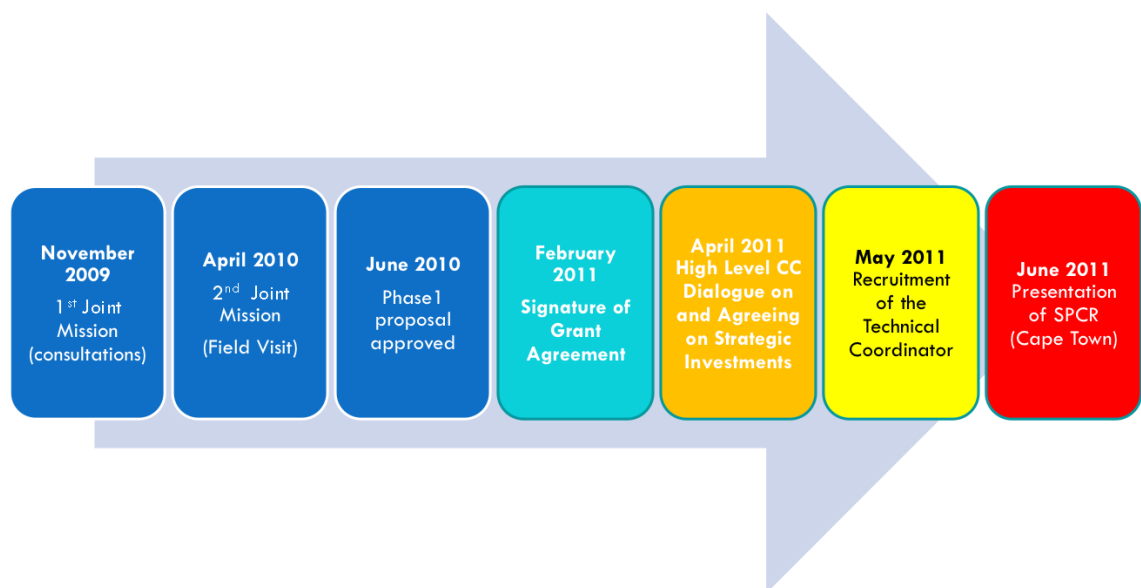 November
2009
1st Joint
Mission
(consultations)
April 2010
2nd Joint
Mission
(Field Visit)
June 2010
Phase1
proposal
approved
February
2011
Signature of
Grant
Agreement
April 2011
High Level CC
Dialogue on
and Agreeing
on Strategic
Investments
May 2011
Recruitment
of the
Technical
Coordinator
June 2011
Presentation
of SPCR
(Cape Town)